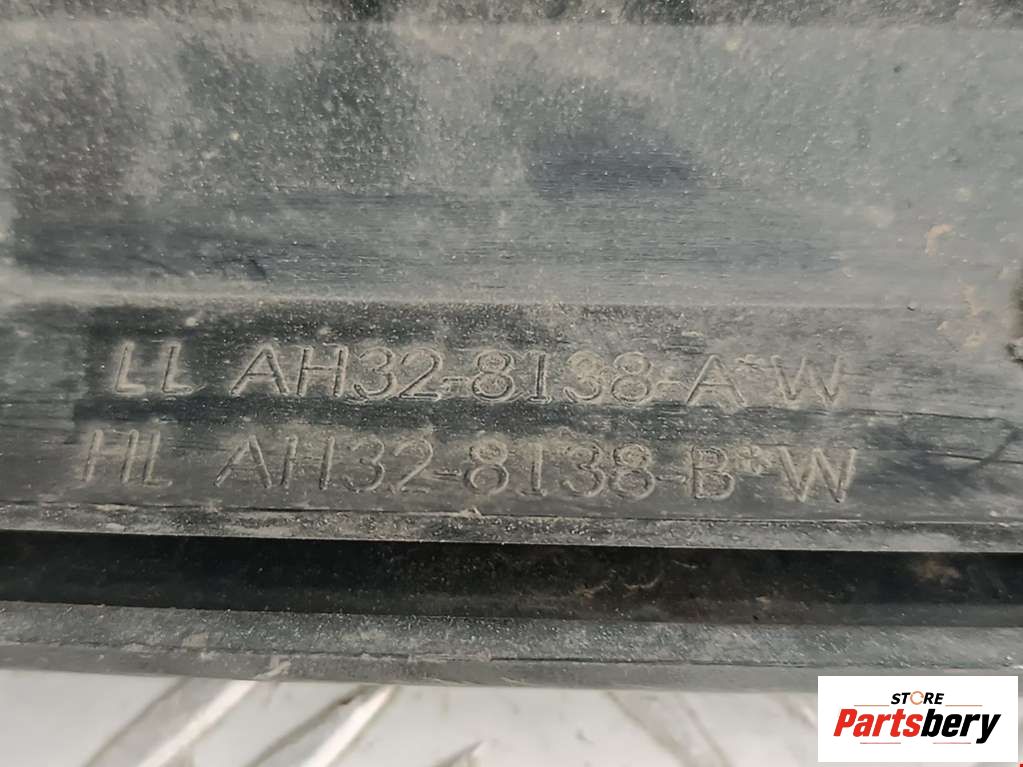 LL AH32-8138-A*W
HL AH32-8138-B*W
STORE
Partsbery